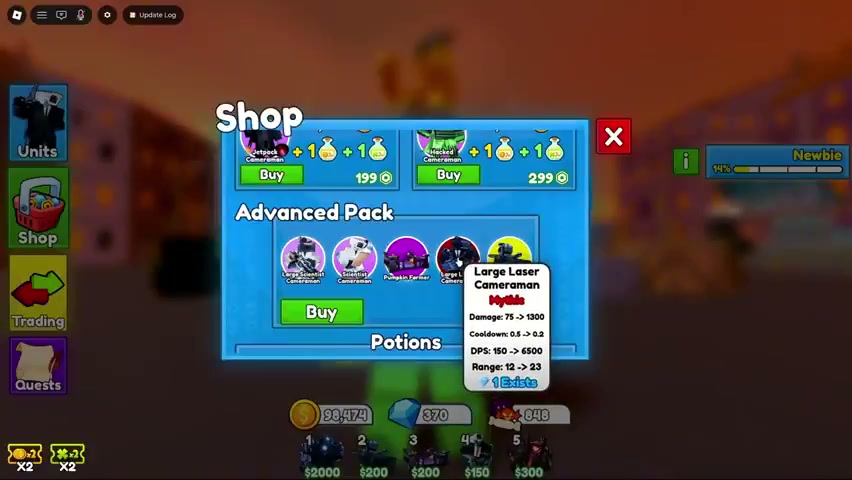 Update Log
Units
Shop
Trading
Quests
X2
X2
Shop
Jetpack
Cameraman
+1
+1
Buy
199
Hacked
Cameraman
+1
+1
Buy
299
Advanced Pack
Large Scientist
Cameraman
Scientist
Cameraman
Pumpkin Farmer
Buy
Large Laser
Cameraman
Mythic
Damage: 75 -> 1300
Cooldown: 0.5 -> 0.2
DPS: 150 -> 6500
Range: 12 -> 23
1 Exists
Potions
X
i
Newbie
14%
98,474
370
848
1
2
3
4
5
$2000
$200
$200
$150
$300